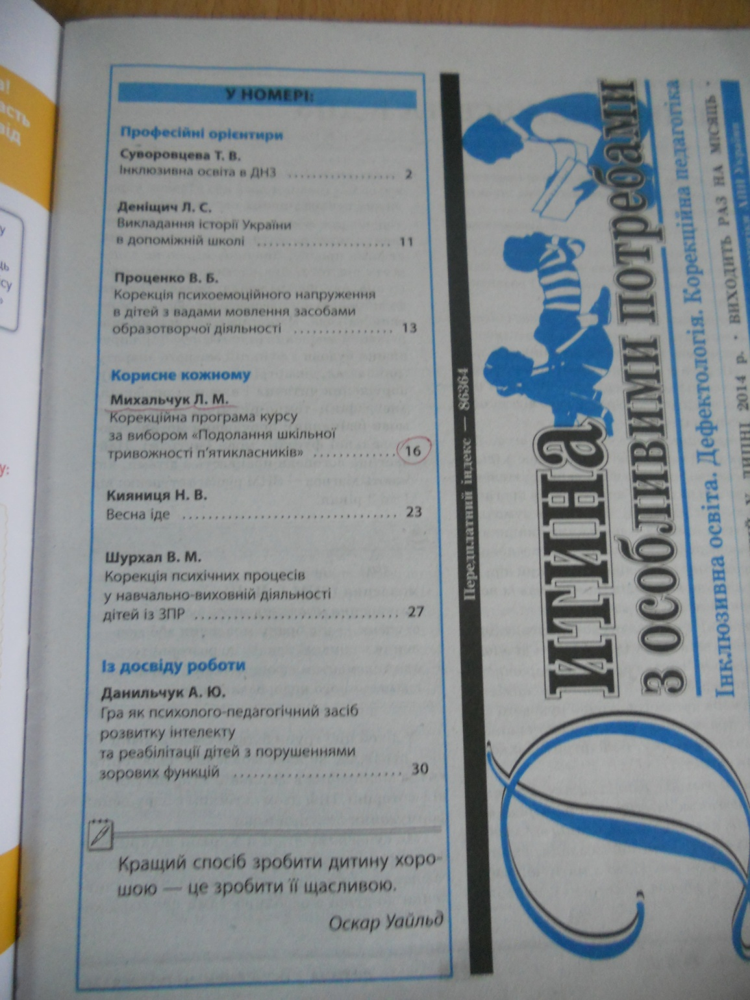 У НОМЕРІ:
Професійні орієнтири
Суворовцева Т. В.
Інклюзивна освіта в ДНЗ .................. 2
Деніщич Л. С.
Викладання історії України
в допоміжній школі ...................... 11
Проценко В. Б.
Корекція психоемоційного напруження
в дітей з вадами мовлення засобами
образотворчої діяльності ................ 13
Корисне кожному
Михальчук Л. М.
Корекційна програма курсу
за вибором «Подолання шкільної
тривожності п'ятикласників» ............. 16
Кияниця Н. В.
Весна іде ................................ 23
Шурхал В. М.
Корекція психічних процесів
у навчально-виховній діяльності
дітей із ЗПР ............................. 27
Із досвіду роботи
Данильчук А. Ю.
Гра як психолого-педагогічний засіб
розвитку інтелекту
та реабілітації дітей з порушеннями
зорових функцій ......................... 30
Кращий спосіб зробити дитину хоро-
шою — це зробити її щасливою.
Оскар Уайльд
Передплатний індекс — 86364
Дитина
з особливими потребами
Інклюзивна освіта. Дефектологія. Корекційна педагогіка
У ЛИПНІ 2014 р. • ВИХОДИТЬ РАЗ НА МІСЯЦЬ •
АПН України
асть
від
у: